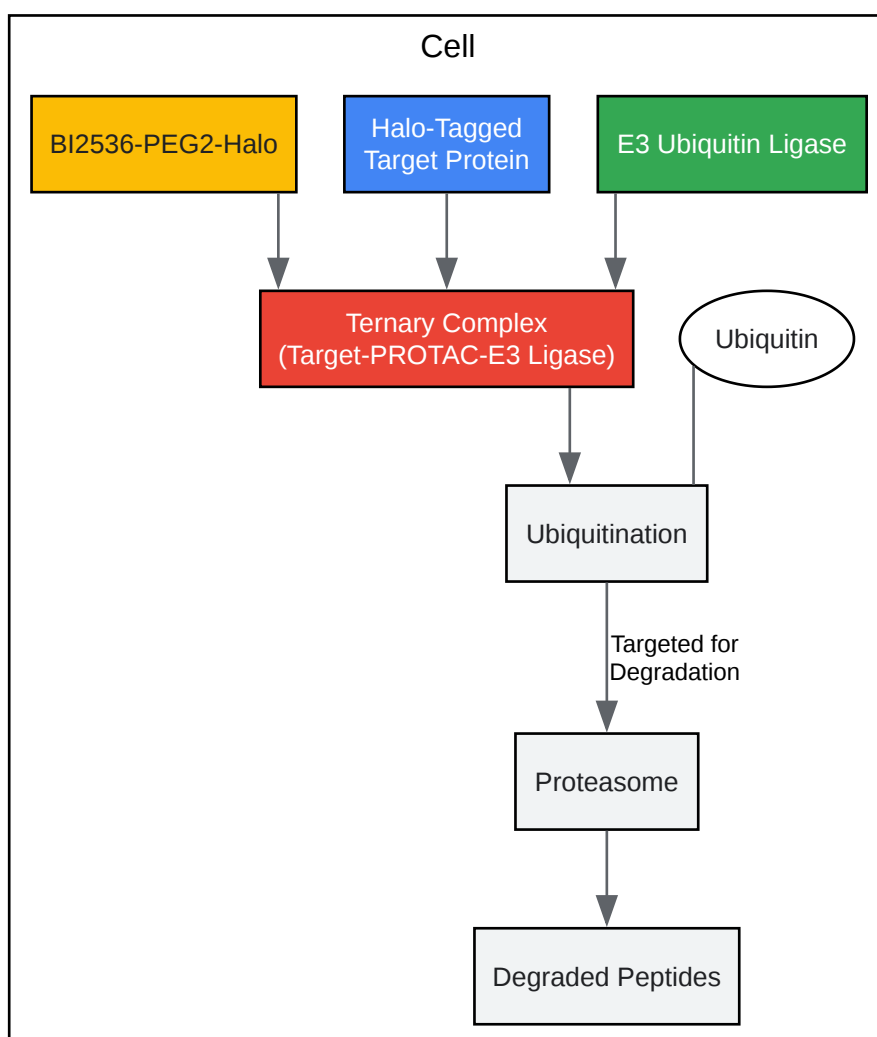 Cell
BI2536-PEG2-Halo
Halo-Tagged
Target Protein
E3 Ubiquitin Ligase
Ternary Complex
(Target-PROTAC-E3 Ligase)
Ubiquitin
Ubiquitination
Targeted for
Degradation
Proteasome
Degraded Peptides